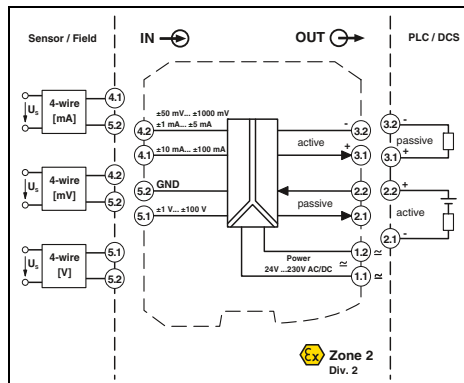 Sensor / Field
IN
OUT
PLC / DCS
Us
4-wire
[mA]
4.1
5.2
Us
4-wire
[mV]
4.2
5.2
Us
4-wire
[V]
5.1
5.2
±50 mV... ±1000 mV
±1 mA... ±5 mA
4.2
±10 mA... ±100 mA
4.1
GND
5.2
±1 V... ±100 V
5.1
-
3.2
active
+
3.1
2.2
passive
2.1
Power
24V ...230V AC/DC
1.2
≃
1.1
≃
3.2
-
passive
3.1
+
2.2
+
active
2.1
-
Ex
Zone 2
Div. 2